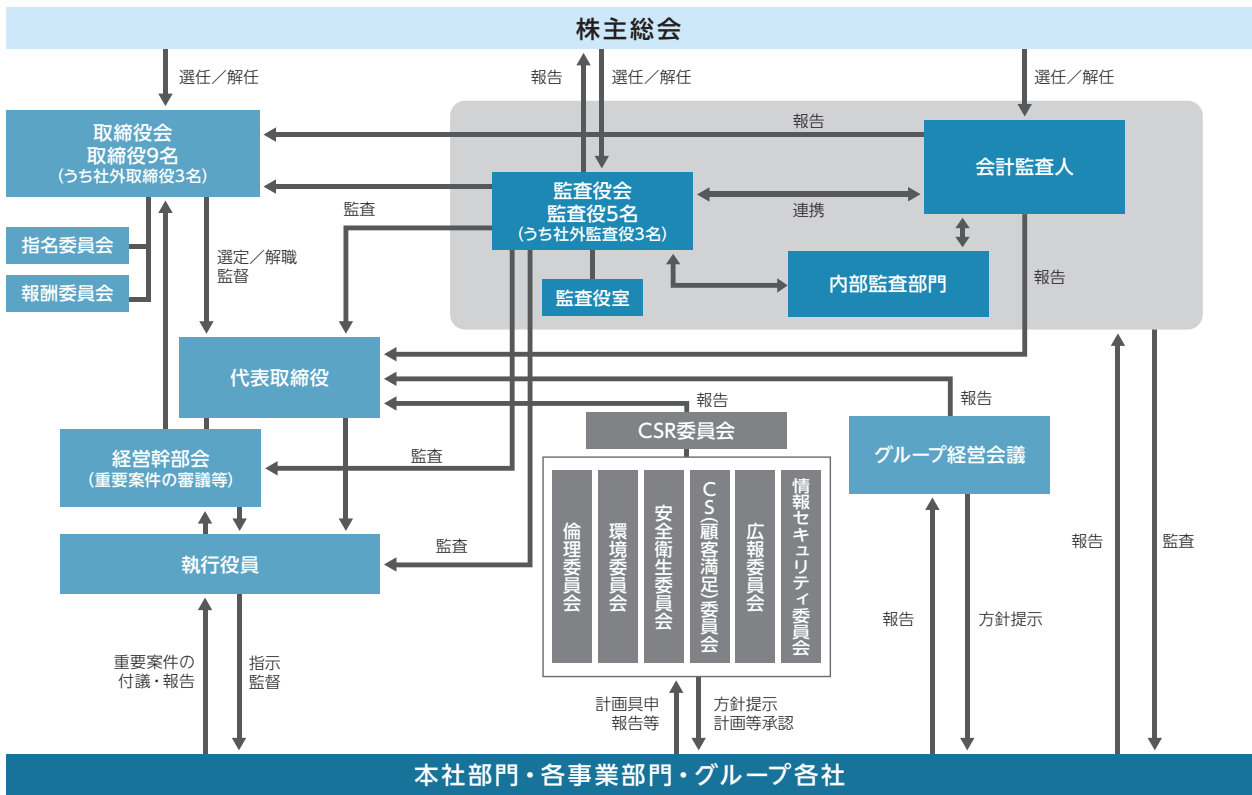 株主総会
選任／解任
報告
選任／解任
選任／解任
取締役会
取締役9名
(うち社外取締役3名)
報告
会計監査人
監査役会
監査役5名
(うち社外監査役3名)
連携
監査
指名委員会
報酬委員会
選定／解職
監督
監査役室
内部監査部門
報告
代表取締役
報告
報告
CSR委員会
グループ経営会議
経営幹部会
(重要案件の審議等)
監査
倫理委員会
環境委員会
安全衛生委員会
CS(顧客満足)委員会
広報委員会
情報セキュリティ委員会
執行役員
監査
報告
監査
報告
方針提示
重要案件の
付議・報告
指示
監督
計画具申
報告等
方針提示
計画等承認
本社部門・各事業部門・グループ各社